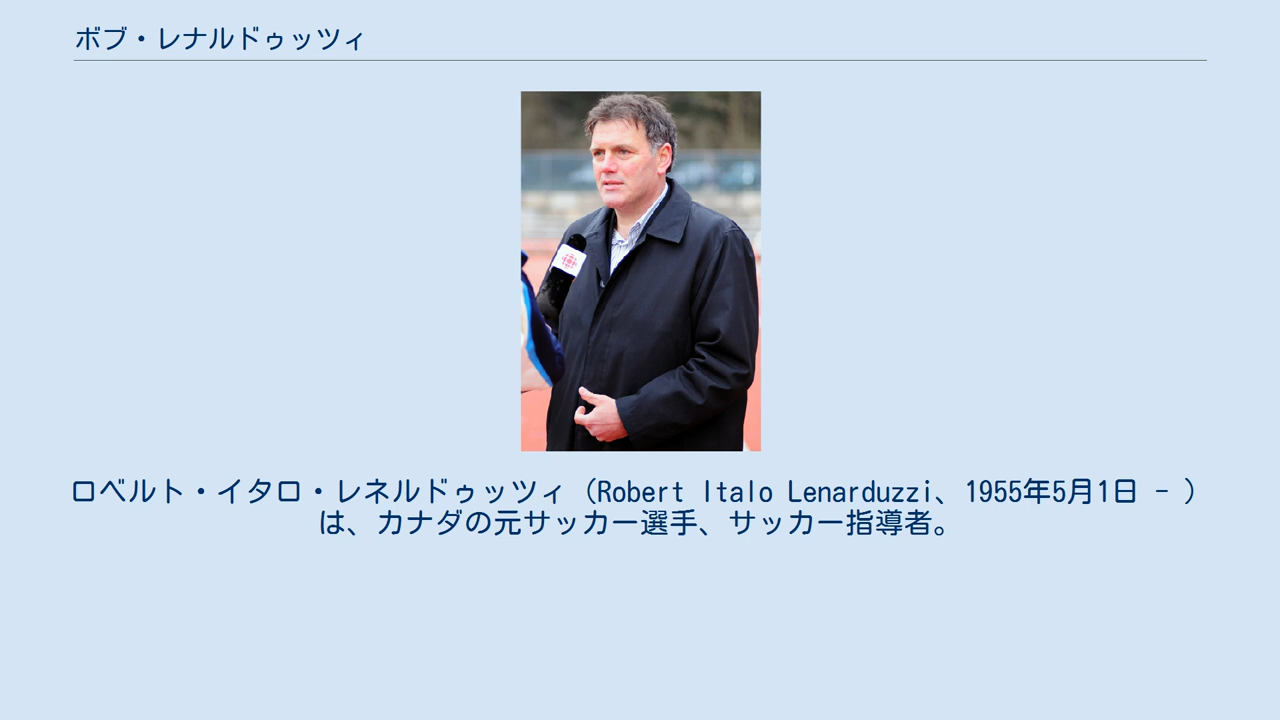 ボブ・レナルドゥッツィ
ロベルト・イタロ・レネルドゥッツィ（Robert Italo Lenarduzzi、1955年5月1日 - ）
は、カナダの元サッカー選手、サッカー指導者。